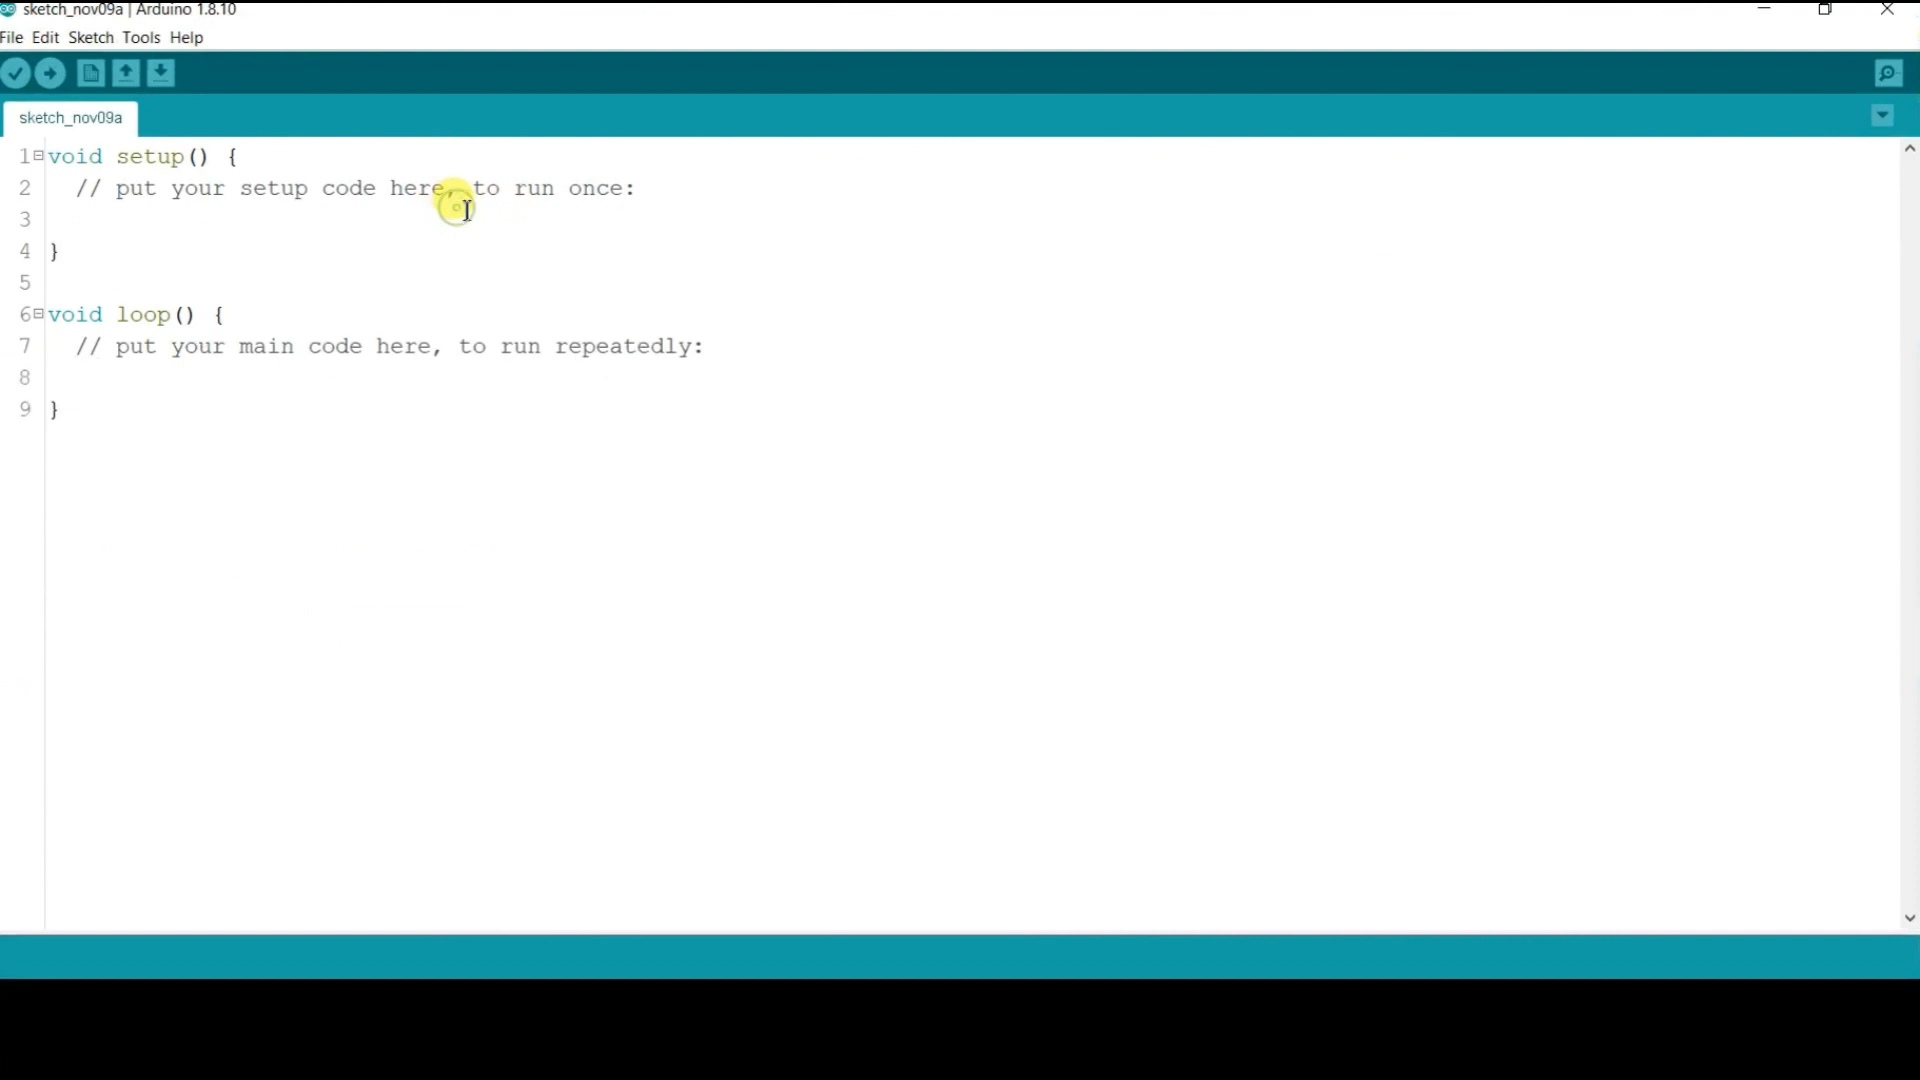 sketch_nov09a | Arduino 1.8.10
File Edit Sketch Tools Help
sketch_nov09a
1 void setup() {
2 // put your setup code here, to run once:
3
4 }
5
6 void loop() {
7 // put your main code here, to run repeatedly:
8
9 }